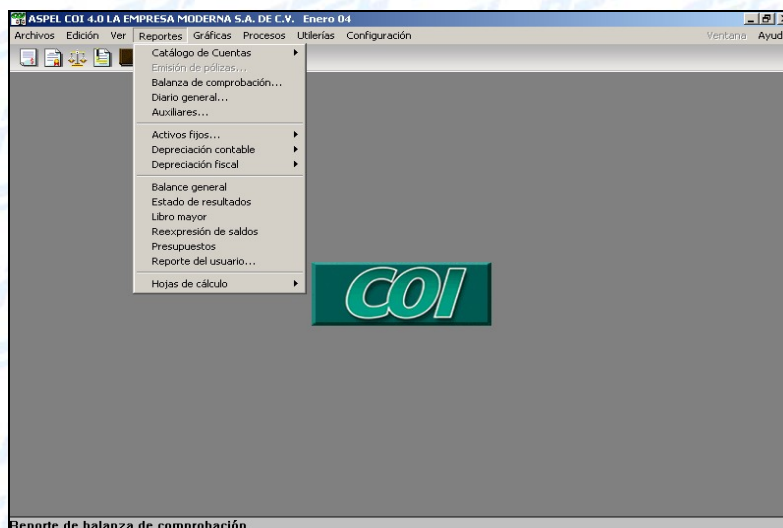 ASPEL COI 4.0 LA EMPRESA MODERNA S.A. DE C.V. Enero 04
Archivos Edición Ver Reportes Gráficas Procesos Utilerías Configuración Ventana Ayud
Catálogo de Cuentas
Emisión de pólizas...
Balanza de comprobación...
Diario general...
Auxiliares...
Activos fijos...
Depreciación contable
Depreciación fiscal
Balance general
Estado de resultados
Libro mayor
Reexpresión de saldos
Presupuestos
Reporte del usuario...
Hojas de cálculo
COI
Reporte de balanza de comprobación